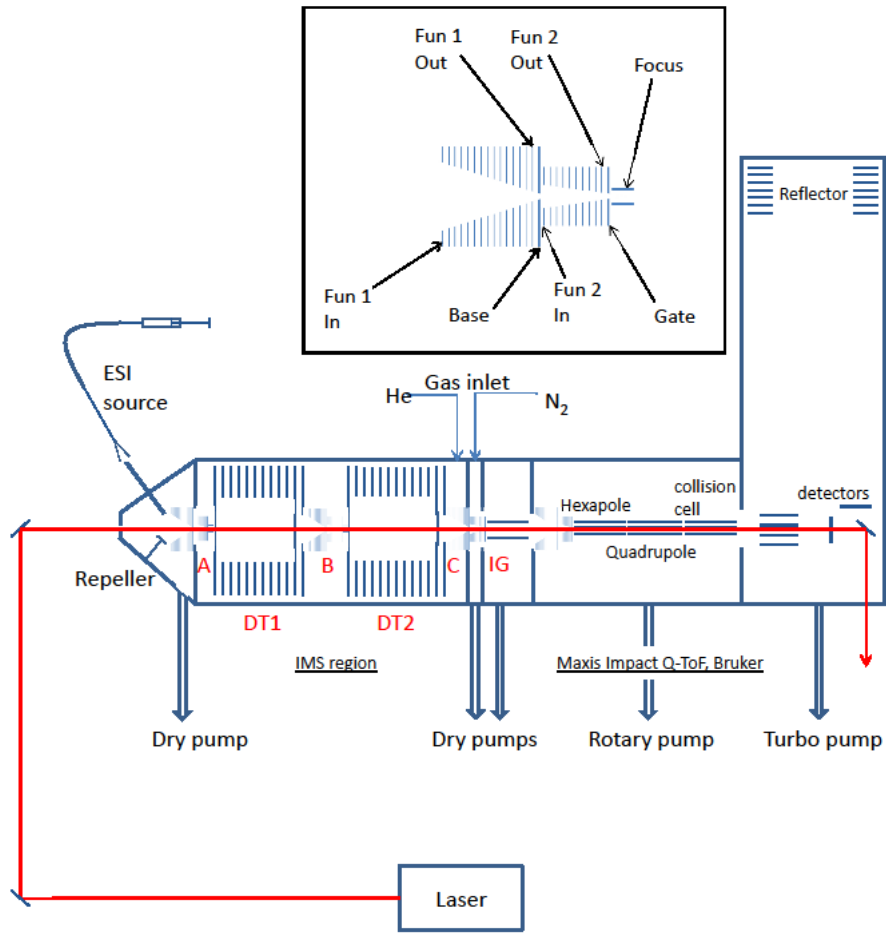 Fun 1
Out
Fun 2
Out
Focus
Fun 1
In
Base
Fun 2
In
Gate
Reflector
ESI
source
He
Gas inlet
N2
Hexapole
collision
cell
detectors
Quadrupole
Repeller
A
B
C
IG
DT1
DT2
IMS region
Maxis Impact Q-ToF, Bruker
Dry pump
Dry pumps
Rotary pump
Turbo pump
Laser